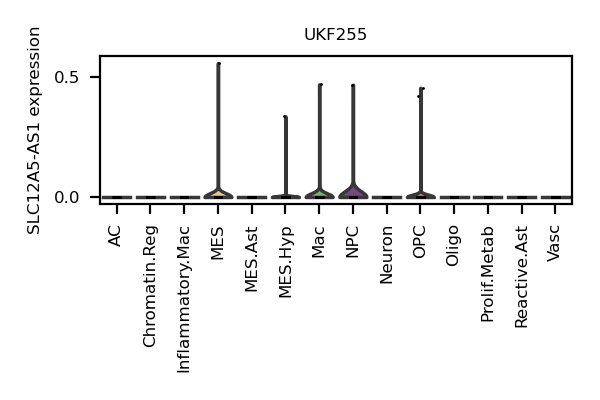 UKF255
SLC12A5-AS1 expression
0.5
0.0
AC
Chromatin.Reg
Inflammatory.Mac
MES
MES.Ast
MES.Hyp
Mac
NPC
Neuron
OPC
Oligo
Prolif.Metab
Reactive.Ast
Vasc